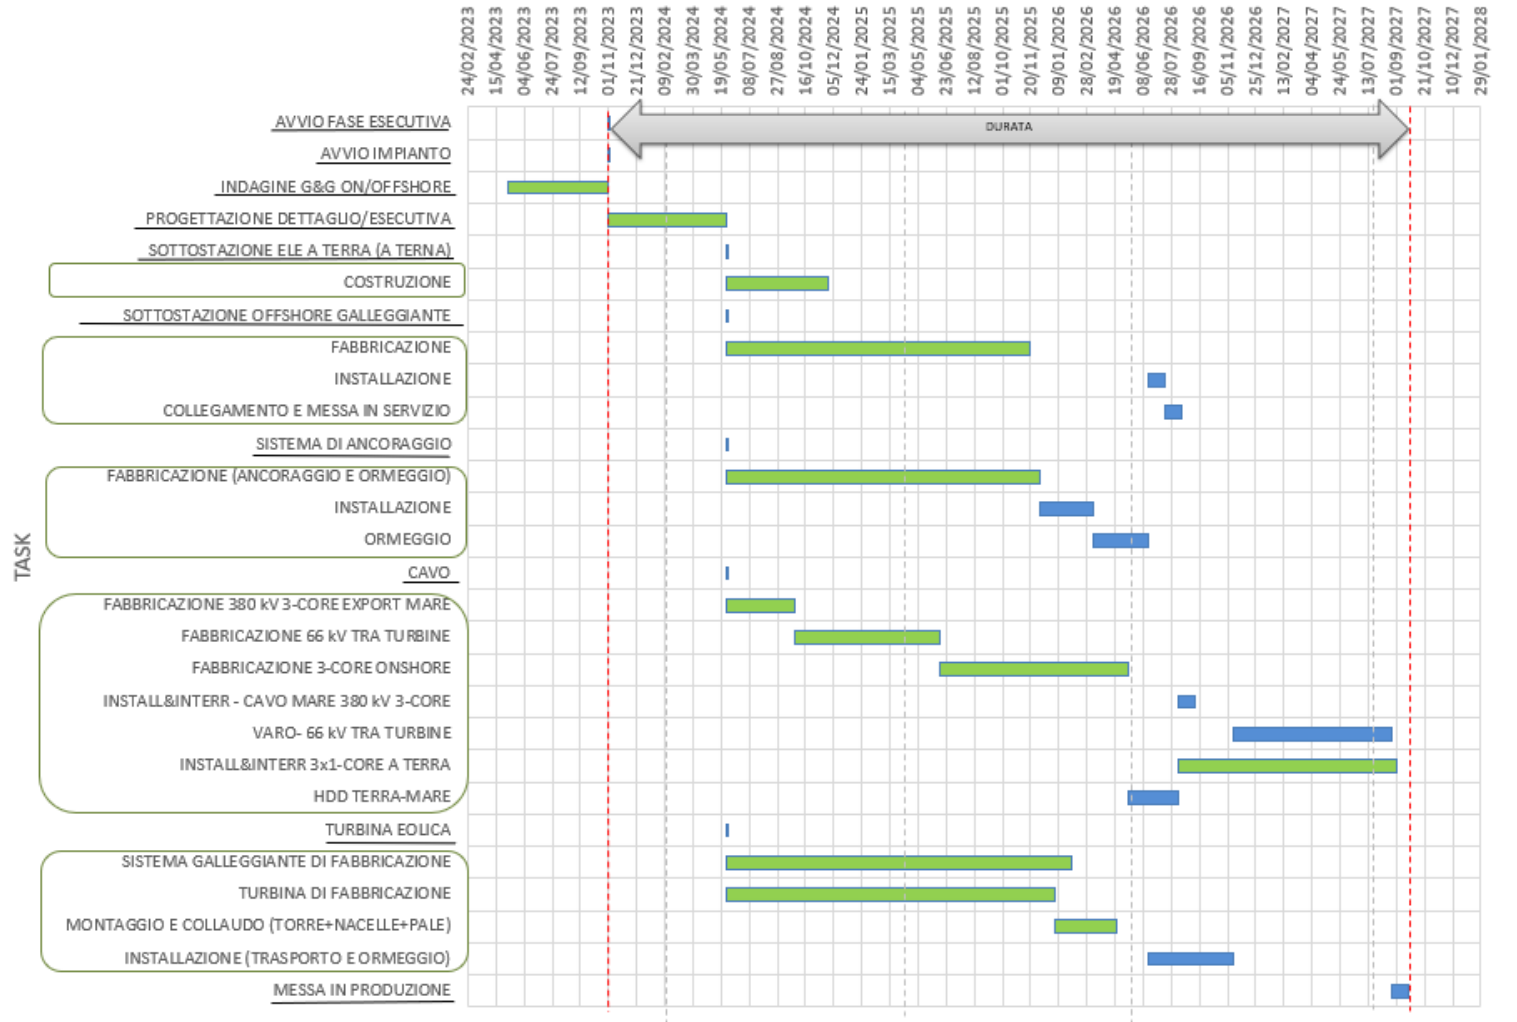 24/02/2023
15/04/2023
04/06/2023
24/07/2023
12/09/2023
01/11/2023
21/12/2023
09/02/2024
30/03/2024
19/05/2024
08/07/2024
27/08/2024
16/10/2024
05/12/2024
24/01/2025
15/03/2025
04/05/2025
23/06/2025
12/08/2025
01/10/2025
20/11/2025
09/01/2026
28/02/2026
19/04/2026
08/06/2026
28/07/2026
16/09/2026
05/11/2026
25/12/2026
13/02/2027
04/04/2027
24/05/2027
13/07/2027
01/09/2027
21/10/2027
10/12/2027
29/01/2028
AVVIO FASE ESECUTIVA
DURATA
AVVIO IMPIANTO
INDAGINE G&G ON/OFFSHORE
PROGETTAZIONE DETTAGLIO/ESECUTIVA
SOTTOSTAZIONE ELE A TERRA (A TERNA)
COSTRUZIONE
SOTTOSTAZIONE OFFSHORE GALLEGGIANTE
FABBRICAZIONE
INSTALLAZIONE
COLLEGAMENTO E MESSA IN SERVIZIO
SISTEMA DI ANCORAGGIO
FABBRICAZIONE (ANCORAGGIO E ORMEGGIO)
INSTALLAZIONE
ORMEGGIO
TASK
CAVO
FABBRICAZIONE 380 kV 3-CORE EXPORT MARE
FABBRICAZIONE 66 kV TRA TURBINE
FABBRICAZIONE 3-CORE ONSHORE
INSTALL&INTERR - CAVO MARE 380 kV 3-CORE
VARO- 66 kV TRA TURBINE
INSTALL&INTERR 3x1-CORE A TERRA
HDD TERRA-MARE
TURBINA EOLICA
SISTEMA GALLEGGIANTE DI FABBRICAZIONE
TURBINA DI FABBRICAZIONE
MONTAGGIO E COLLAUDO (TORRE+NACELLE+PALE)
INSTALLAZIONE (TRASPORTO E ORMEGGIO)
MESSA IN PRODUZIONE